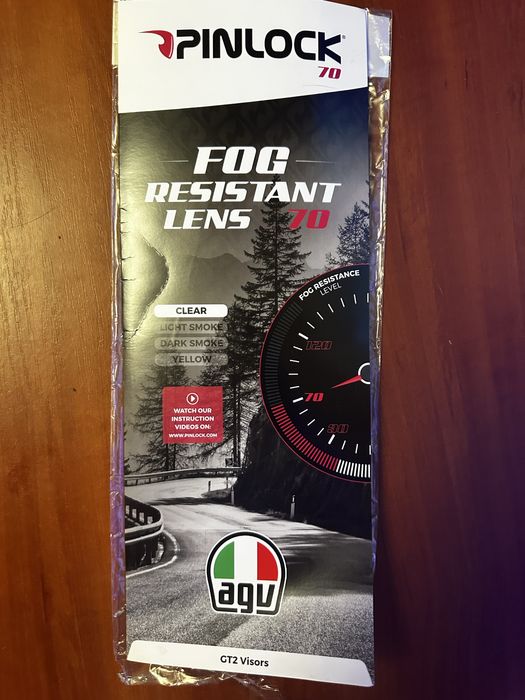 PINLOCK®
70
FOG
RESISTANT
LENS 70
FOG RESISTANCE
LEVEL
CLEAR
LIGHT SMOKE
DARK SMOKE
YELLOW
120
70
30
WATCH OUR
INSTRUCTION
VIDEOS ON:
WWW.PINLOCK.COM
agv
GT2 Visors